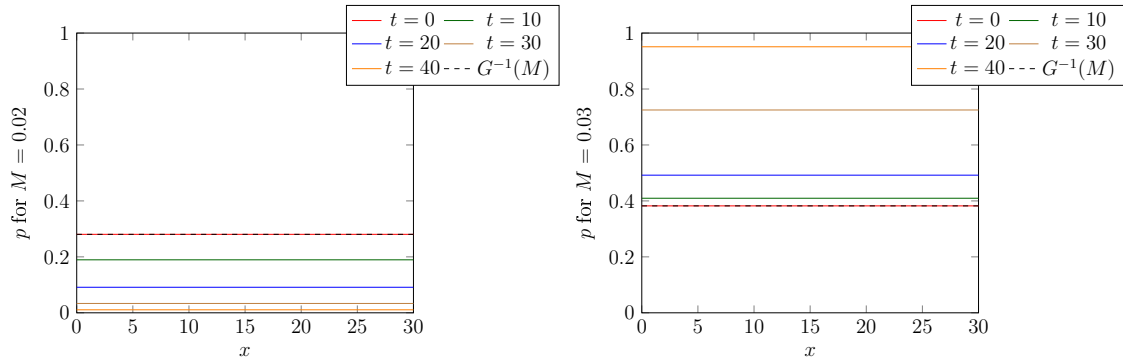 t = 0 t = 10
t = 20 t = 30
t = 40 G⁻¹(M)
1
0.8
0.6
0.4
0.2
0
p for M = 0.02
0 5 10 15 20 25 30
x
t = 0 t = 10
t = 20 t = 30
t = 40 G⁻¹(M)
1
0.8
0.6
0.4
0.2
0
p for M = 0.03
0 5 10 15 20 25 30
x